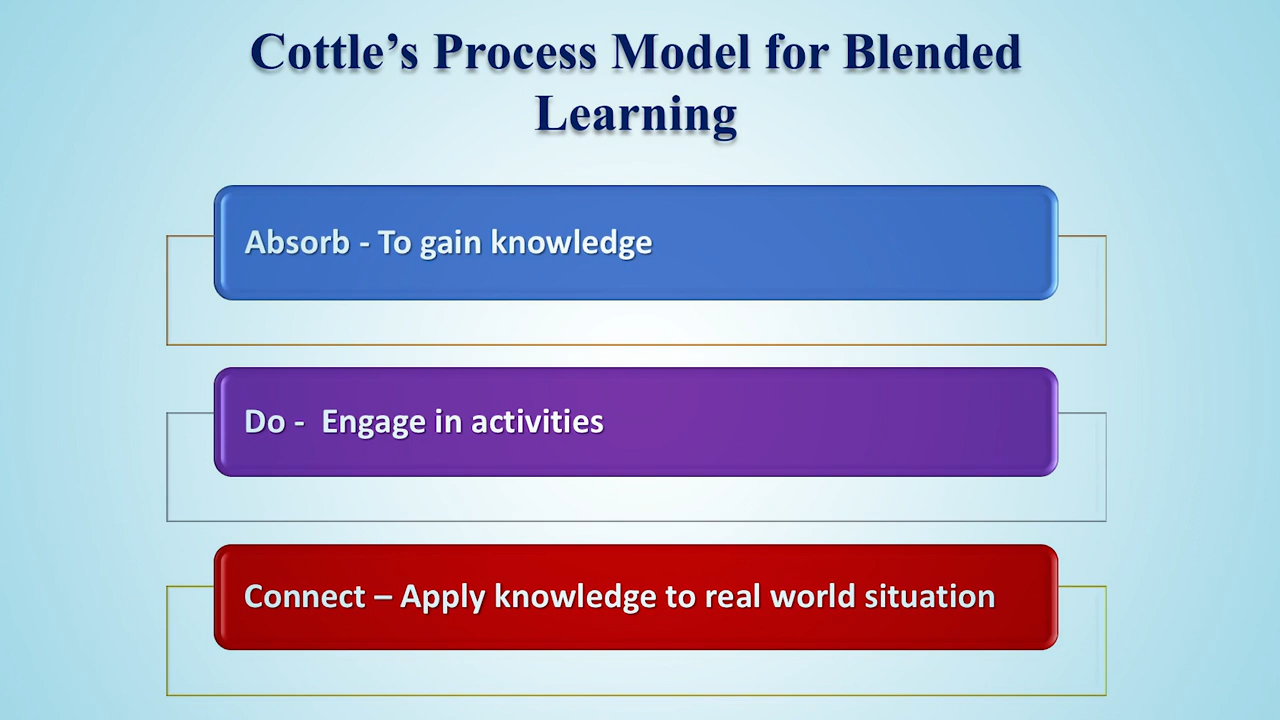 Cottle’s Process Model for Blended
Learning
Absorb - To gain knowledge
Do -  Engage in activities
Connect – Apply knowledge to real world situation